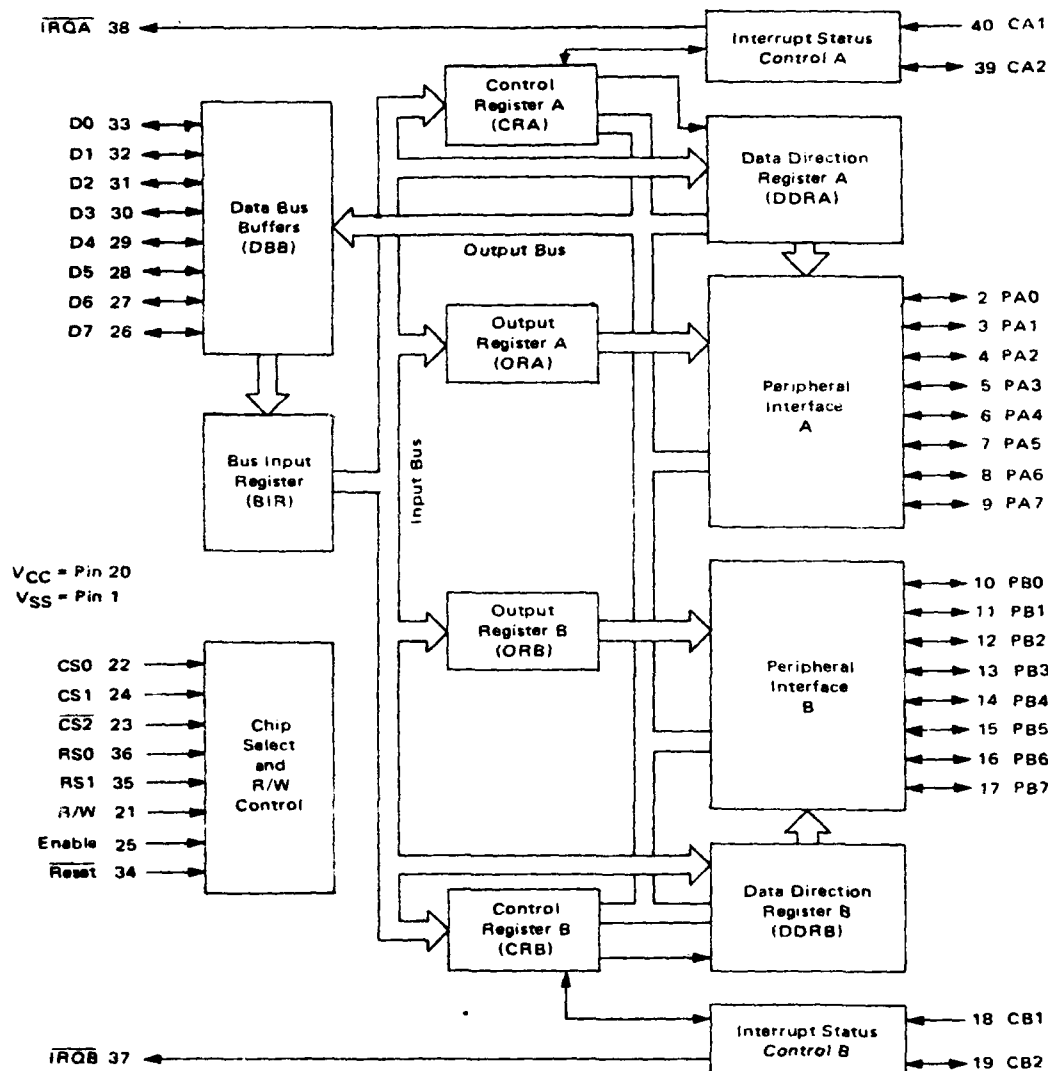 IRQA 38
Interrupt Status
Control A
40 CA1
39 CA2
Control
Register A
(CRA)
D0 33
D1 32
D2 31
D3 30
D4 29
D5 28
D6 27
D7 26
Data Bus
Buffers
(DBB)
Data Direction
Register A
(DDRA)
Output Bus
Output
Register A
(ORA)
Peripheral
Interface
A
2 PA0
3 PA1
4 PA2
5 PA3
6 PA4
7 PA5
8 PA6
9 PA7
Bus Input
Register
(BIR)
Input Bus
VCC = Pin 20
VSS = Pin 1
Output
Register B
(ORB)
Peripheral
Interface
B
10 PB0
11 PB1
12 PB2
13 PB3
14 PB4
15 PB5
16 PB6
17 PB7
CS0 22
CS1 24
CS2 23
RS0 36
RS1 35
R/W 21
Enable 25
Reset 34
Chip
Select
and
R/W
Control
Control
Register B
(CRB)
Data Direction
Register B
(DDRB)
Interrupt Status
Control B
18 CB1
19 CB2
IRQB 37